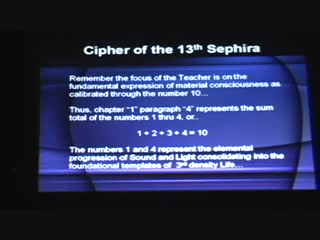 Cipher of the 13th Sephira
Remember the focus of the Teacher is on the
fundamental expression of material consciousness as
calibrated through the number 10...
Thus, chapter "1" paragraph "4" represents the sum
total of the numbers 1 thru 4, or..
1 + 2 + 3 + 4 = 10
The numbers 1 and 4 represent the elemental
progression of Sound and Light consolidating into the
foundational templates of 3rd density Life...